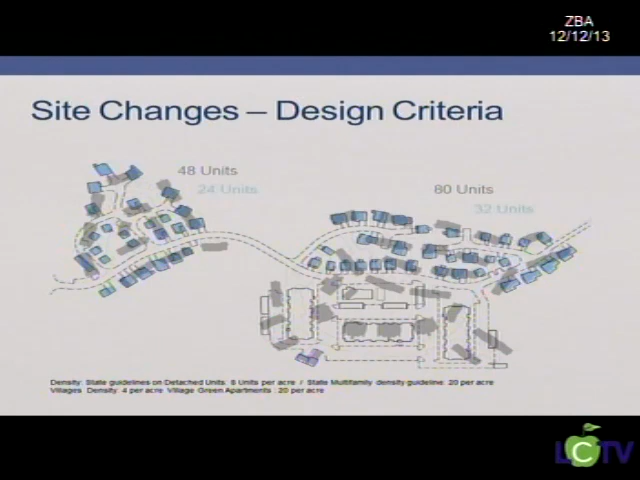 ZBA
12/12/13
Site Changes – Design Criteria
48 Units
24 Units
80 Units
32 Units
Density: State guidelines on Detached Units: 8 Units per acre / State Multifamily density guideline: 20 per acre
Villages Density: 4 per acre Village Green Apartments : 20 per acre
LCTV